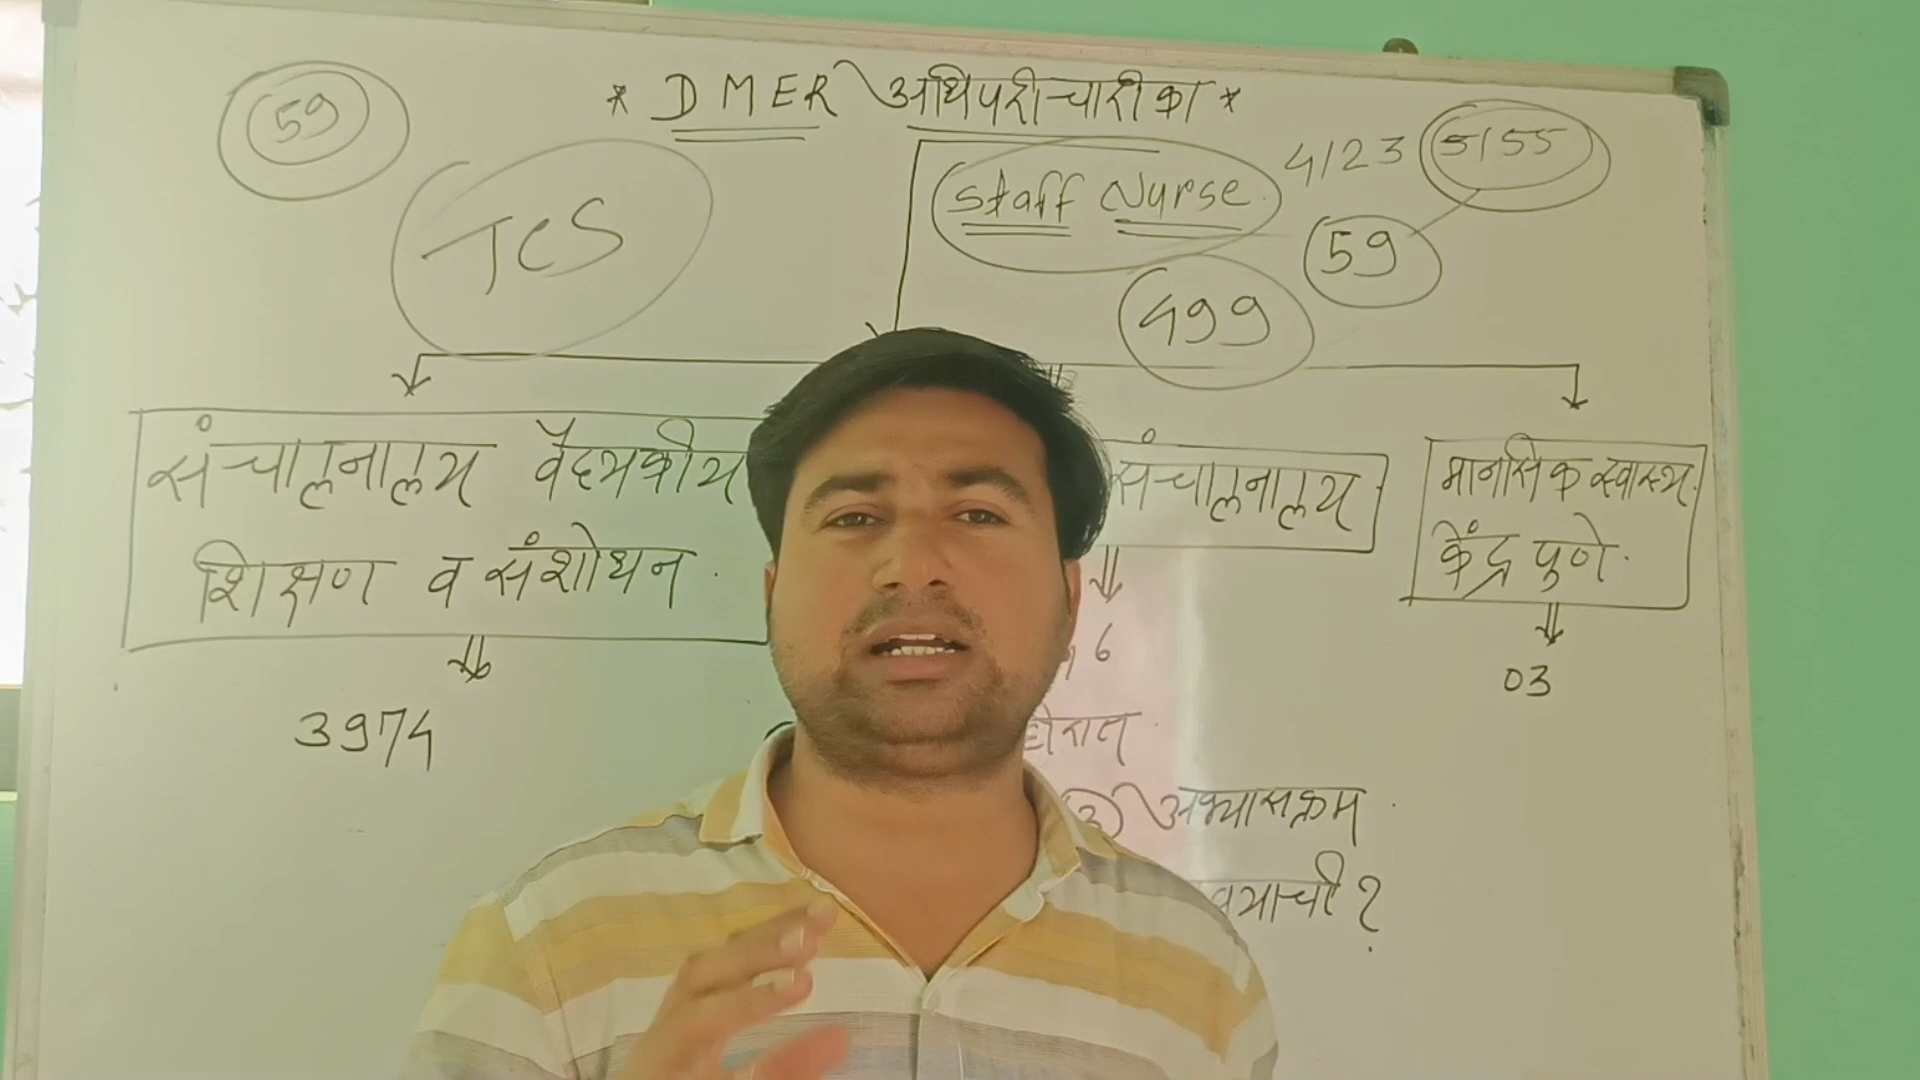 * DMER अधिपरीचारीका *
59
4123 5155
Staff Nurse.
TCS
59
499
संचालनालय वैद्यकीय
शिक्षण व संशोधन.
3974
संचालनालय
6
मानसिक स्वास्थ्य.
केंद्र पुणे.
03
अभ्यासक्रम.